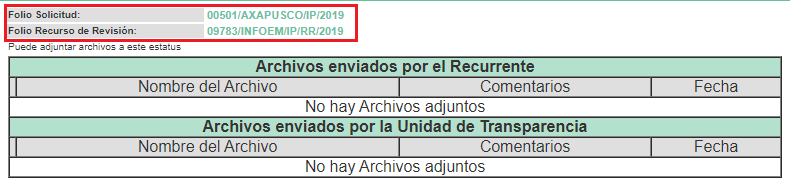 Folio Solicitud: 00501/AXAPUSCO/IP/2019
Folio Recurso de Revisión: 09783/INFOEM/IP/RR/2019
Puede adjuntar archivos a este estatus
Archivos enviados por el Recurrente
Nombre del Archivo Comentarios Fecha
No hay Archivos adjuntos
Archivos enviados por la Unidad de Transparencia
Nombre del Archivo Comentarios Fecha
No hay Archivos adjuntos